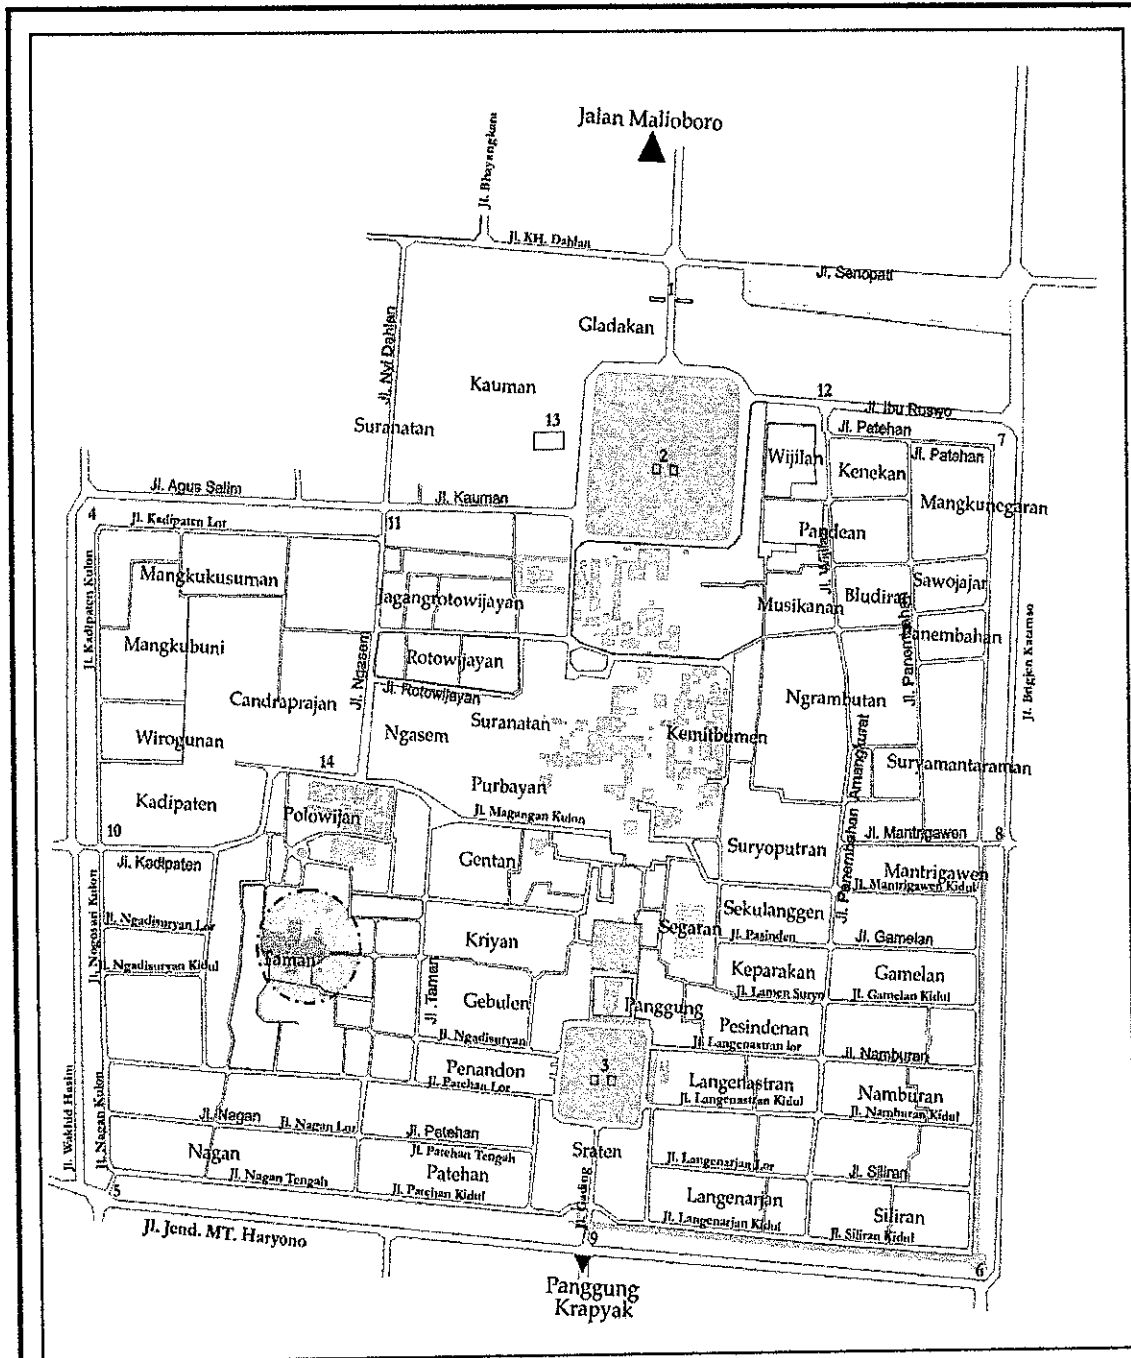 Jalan Malioboro
Jl. Bhayangkara
Jl. KH. Dahlan
Jl. Senopati
1
Gladakan
Jl. Nyi Dahlan
Kauman
12
Jl. Ibu Ruswo
Suranatan
13
Jl. Patehan
7
2
Wijilan
Kenekan
Jl. Patehan
Jl. Agus Salim
Jl. Kauman
Mangkunegaran
4
Jl. Kadipaten Lor
11
Pandean
Jl. Wijilan
Jl. Kadipaten Kulon
Mangkukusuman
Jagangrotowijayan
Musikanan
Bludiran
Sawojajar
Mangkubuni
Panembahan
Jl. Panembahan
Jl. Brigjen Katamso
Rotowijayan
Jl. Ngasem
Jl. Rotowijayan
Candraprajan
Ngrambutan
Suranatan
Wirogunan
Ngasem
Kemitbumen
Suryamantaraman
14
Kadipaten
Polowijan
Purbayan
Jl. Magangan Kulon
10
Jl. Mantrigawen
8
Jl. Kadipaten
Gentan
Suryoputran
Mantrigawen
Jl. Mantrigawen Kidul
Jl. Panembahan Amangkurat
Jl. Nogosari Kulon
Jl. Ngadisuryan Lor
Sekulanggen
Segaran
Jl. Pasinden
Jl. Gamelan
Jl. Ngadisuryan Kidul
Taman
Kriyan
Keparakan
Gamelan
Jl. Taman
Gebulen
Jl. Lamen Suryn
Jl. Gamelan Kidul
Panggung
Pesindenan
Jl. Ngadisuryan
Jl. Langenastran lor
Jl. Namburan
Penandon
3
Jl. Patehan Lor
Langenastran
Jl. Langenastran Kidul
Namburan
Jl. Namburan Kidul
Jl. Wakhid Hasim
Jl. Nagan Kulon
Jl. Nagan
Jl. Nagan Lor
Jl. Patehan
Jl. Patehan Tengah
Nagan
Sraten
Jl. Langenarjan Lor
Jl. Siliran
Jl. Nagan Tengah
Patehan
Jl. Patehan Kidul
Langenarjan
Jl. Langenarjan Kidul
Siliran
Jl. Siliran Kidul
5
Jl. Gading
Jl. Jend. MT. Haryono
9
6
Panggung
Krapyak